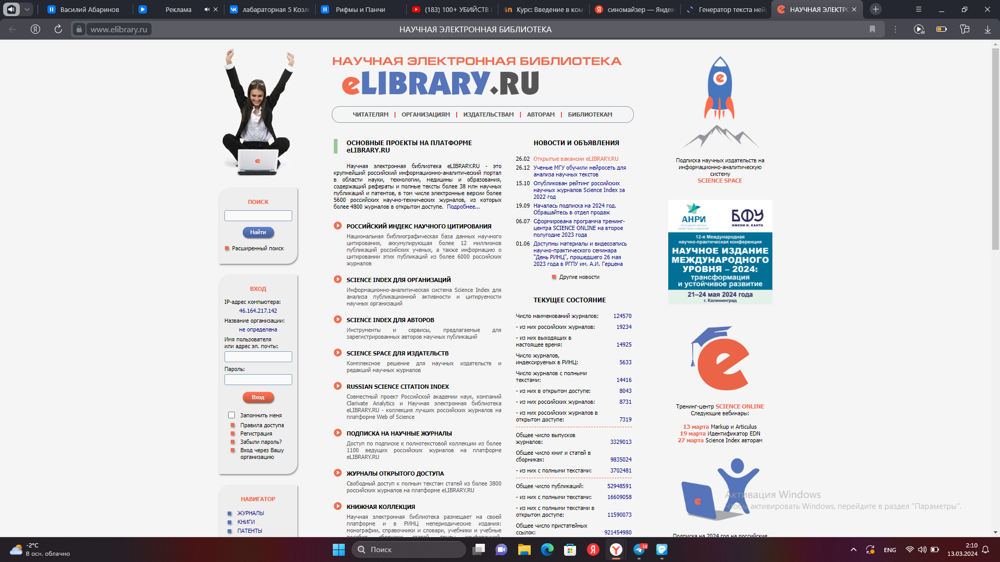 Василий Абаринов
Реклама
лабараторная 5 Козло
Рифмы и Панчи
(183) 100+ УБИЙСТВ
Курс: Введение в ком
синомайзер — Яндек
Генератор текста ней
НАУЧНАЯ ЭЛЕКТРО
www.elibrary.ru
НАУЧНАЯ ЭЛЕКТРОННАЯ БИБЛИОТЕКА
НАУЧНАЯ ЭЛЕКТРОННАЯ БИБЛИОТЕКА
eLIBRARY.RU
ЧИТАТЕЛЯМ | ОРГАНИЗАЦИЯМ | ИЗДАТЕЛЬСТВАМ | АВТОРАМ | БИБЛИОТЕКАМ
ПОИСК
Найти
Расширенный поиск
ВХОД
IP-адрес компьютера:
46.164.217.142
Название организации:
не определена
Имя пользователя
или адрес эл. почты:
Пароль:
Вход
Запомнить меня
Правила доступа
Регистрация
Забыли пароль?
Вход через Вашу
организацию
НАВИГАТОР
ЖУРНАЛЫ
КНИГИ
ПАТЕНТЫ
ОСНОВНЫЕ ПРОЕКТЫ НА ПЛАТФОРМЕ
eLIBRARY.RU
Научная электронная библиотека eLIBRARY.RU - это
крупнейший российский информационно-аналитический портал
в области науки, технологии, медицины и образования,
содержащий рефераты и полные тексты более 38 млн научных
публикаций и патентов, в том числе электронные версии более
5600 российских научно-технических журналов, из которых
более 4800 журналов в открытом доступе. Подробнее...
РОССИЙСКИЙ ИНДЕКС НАУЧНОГО ЦИТИРОВАНИЯ
Национальная библиографическая база данных научного
цитирования, аккумулирующая более 12 миллионов
публикаций российских ученых, а также информацию о
цитировании этих публикаций из более 6000 российских
журналов
SCIENCE INDEX ДЛЯ ОРГАНИЗАЦИЙ
Информационно-аналитическая система Science Index для
анализа публикационной активности и цитируемости
научных организаций
SCIENCE INDEX ДЛЯ АВТОРОВ
Инструменты и сервисы, предлагаемые для
зарегистрированных авторов научных публикаций
SCIENCE SPACE ДЛЯ ИЗДАТЕЛЬСТВ
Комплексное решение для научных издательств и
редакций научных журналов
RUSSIAN SCIENCE CITATION INDEX
Совместный проект Российской академии наук, компаний
Clarivate Analytics и Научная электронная библиотека
eLIBRARY.RU - коллекция лучших российских журналов на
платформе Web of Science
ПОДПИСКА НА НАУЧНЫЕ ЖУРНАЛЫ
Доступ по подписке к полнотекстовой коллекции из более
1100 ведущих российских журналов на платформе
eLIBRARY.RU
ЖУРНАЛЫ ОТКРЫТОГО ДОСТУПА
Свободный доступ к полным текстам статей из более 3800
российских журналов на платформе eLIBRARY.RU
КНИЖНАЯ КОЛЛЕКЦИЯ
Научная электронная библиотека размещает на своей
платформе и в РИНЦ непериодические издания:
монографии, справочники и словари, учебники и учебные
пособия, сборники статей, труды конференций,
НОВОСТИ И ОБЪЯВЛЕНИЯ
26.02 Открытые вакансии eLIBRARY.RU
26.12 Ученые МГУ обучили нейросеть для
анализа научных текстов
15.10 Опубликован рейтинг российских
научных журналов Science Index за
2022 год
19.09 Началась подписка на 2024 год.
Обращайтесь в отдел продаж
06.07 Сформирована программа тренинг-
центра SCIENCE ONLINE на второе
полугодие 2023 года
01.06 Доступны материалы и видеозапись
научно-практического семинара
"День РИНЦ", прошедшего 26 мая
2023 года в РГПУ им. А.И. Герцена
Другие новости
ТЕКУЩЕЕ СОСТОЯНИЕ
Число наименований журналов: 124570
- из них российских журналов: 19234
- из них выходящих в
настоящее время: 14925
Число журналов,
индексируемых в РИНЦ: 5633
Число журналов с полными
текстами: 14416
- из них в открытом доступе: 8043
- из них российских журналов: 8731
- из них российских журналов в
открытом доступе: 7319
Общее число выпусков
журналов: 3329013
Общее число книг и статей в
сборниках: 9835024
- из них с полными текстами: 3702481
Общее число публикаций: 52948591
- из них с полными текстами: 16609058
- из них с полными текстами в
открытом доступе: 11590073
Общее число пристатейных
ссылок: 921454980
Подписка научных издательств на
информационно-аналитическую
систему
SCIENCE SPACE
АНРИ
БФУ
ИМЕНИ И. КАНТА
12-я Международная
научно-практическая конференция
НАУЧНОЕ ИЗДАНИЕ
МЕЖДУНАРОДНОГО
УРОВНЯ – 2024:
трансформация
и устойчивое развитие
21–24 мая 2024 года
г. Калининград
Тренинг-центр SCIENCE ONLINE
Следующие вебинары:
13 марта Markup и Articulus
19 марта Идентификатор EDN
27 марта Science Index авторам
Подписка на 2024 год на российские
Активация Windows
Чтобы активировать Windows, перейдите в раздел "Параметры".
-2°C
В осн. облачно
Поиск
58
ENG
2:10
13.03.2024